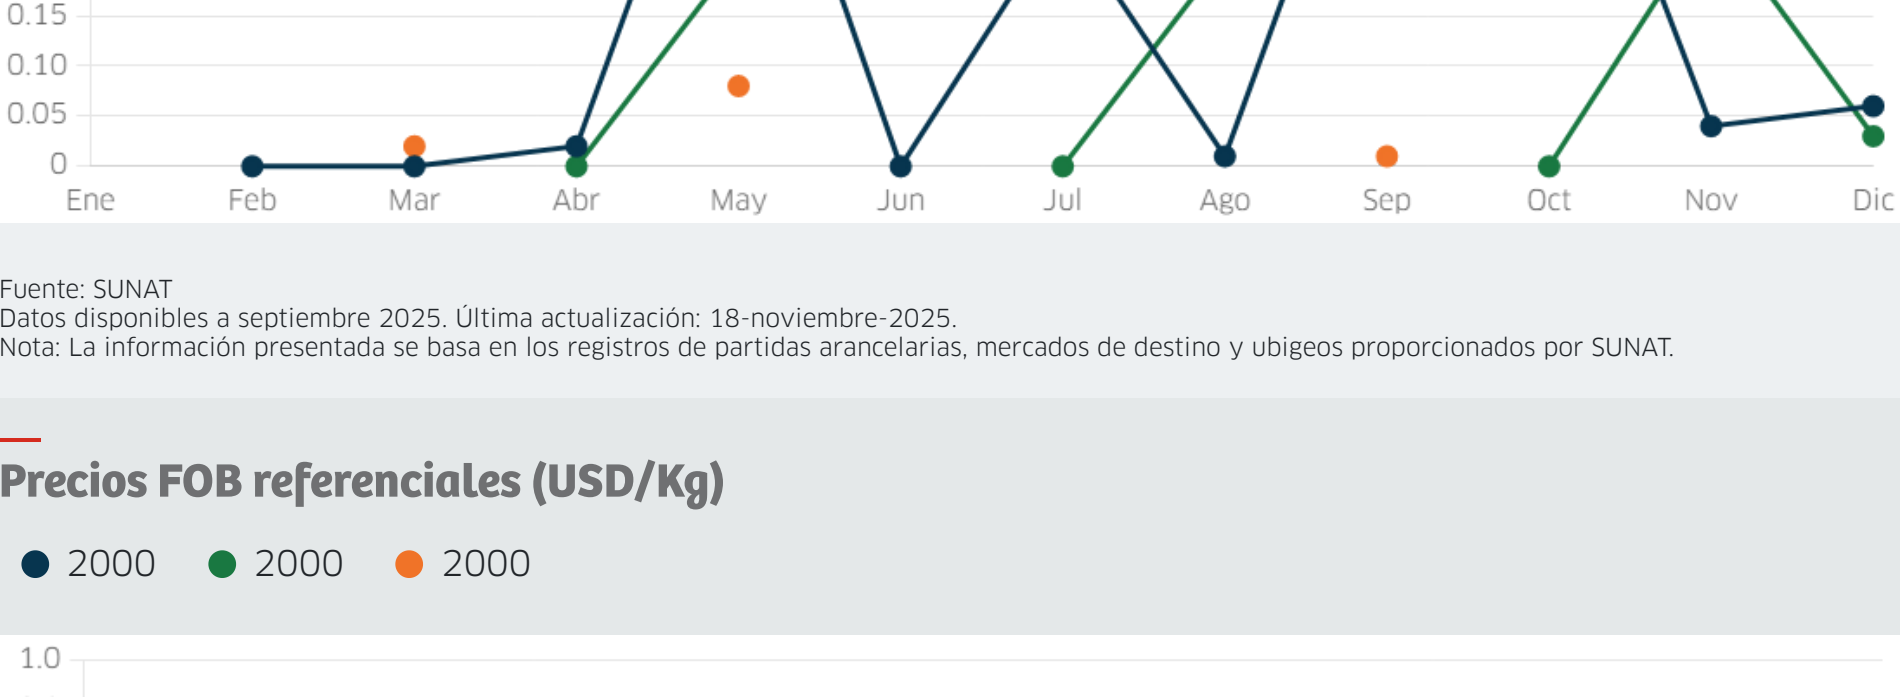 0.15
0.10
0.05
0
Ene Feb Mar Abr May Jun Jul Ago Sep Oct Nov Dic
Fuente: SUNAT
Datos disponibles a septiembre 2025. Última actualización: 18-noviembre-2025.
Nota: La información presentada se basa en los registros de partidas arancelarias, mercados de destino y ubigeos proporcionados por SUNAT.
Precios FOB referenciales (USD/Kg)
2000 2000 2000
1.0